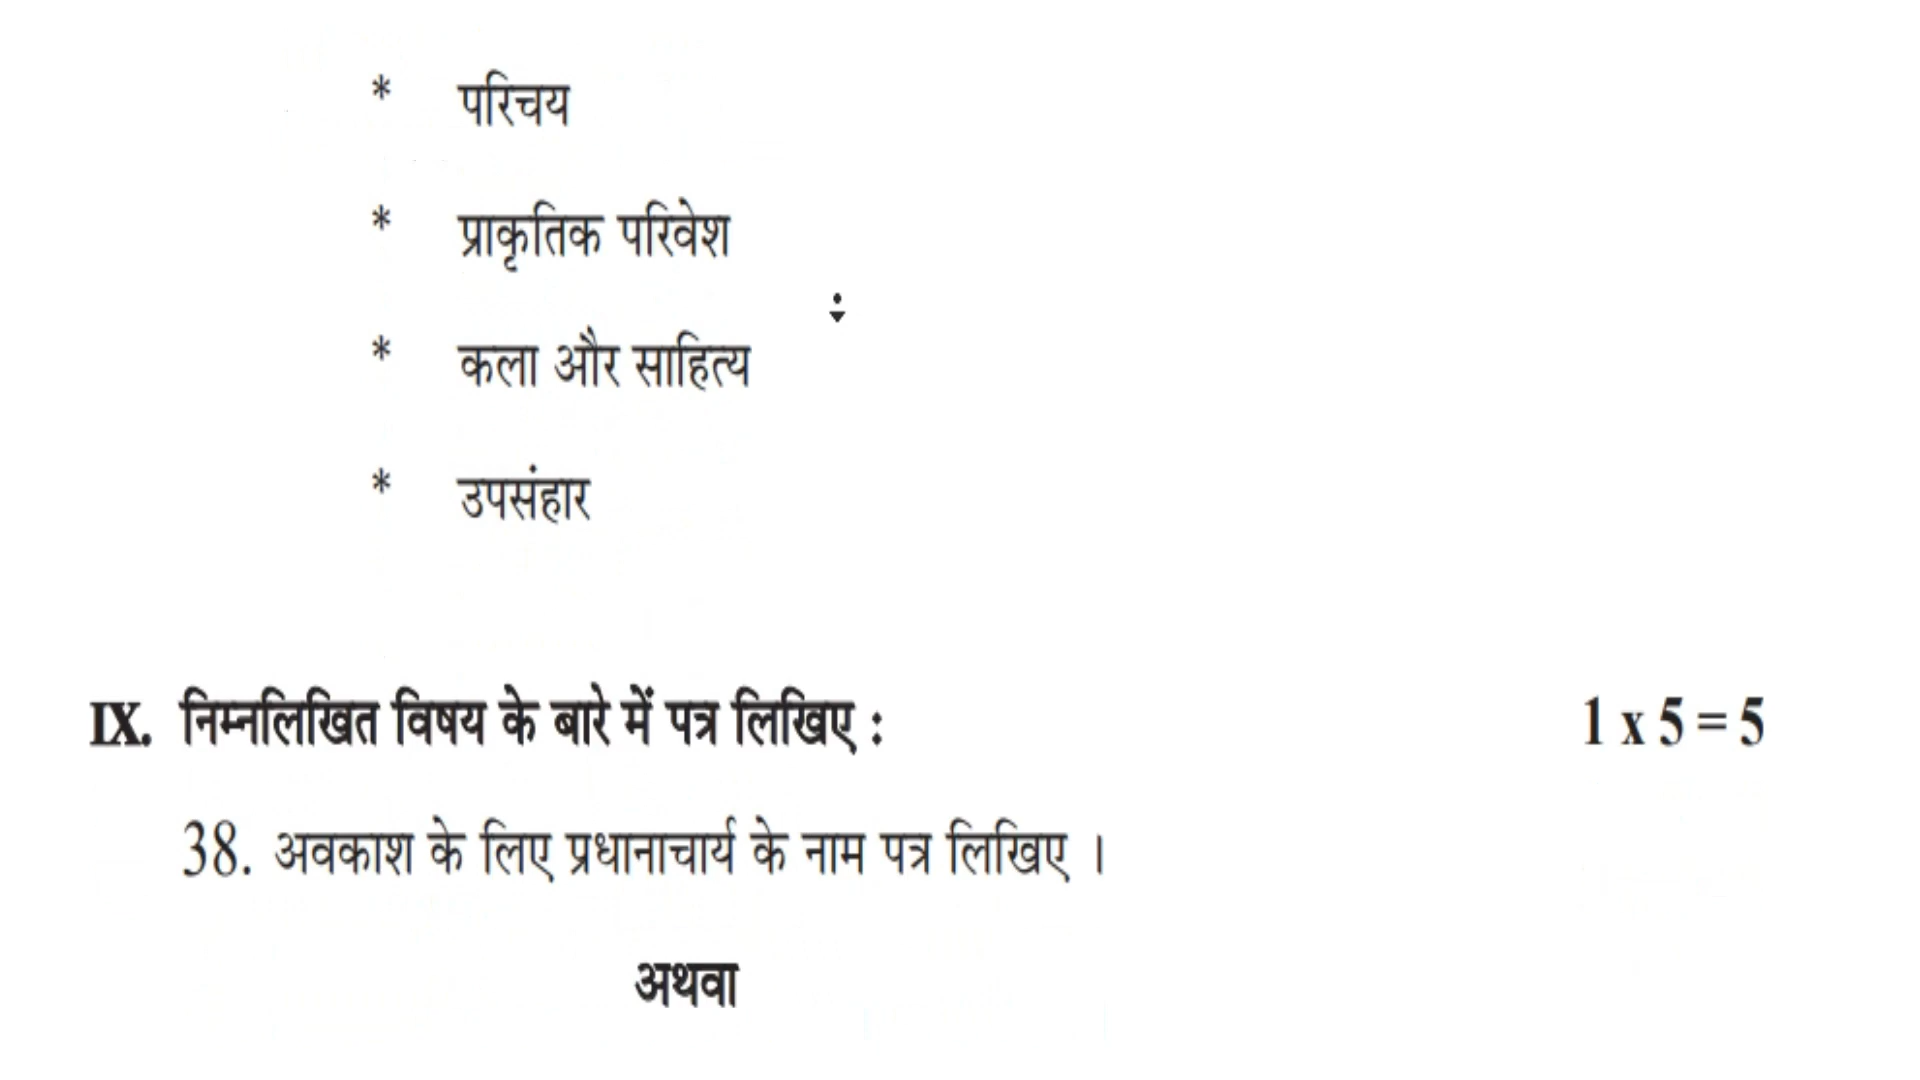 * परिचय
* प्राकृतिक परिवेश
* कला और साहित्य
* उपसंहार
IX. निम्नलिखित विषय के बारे में पत्र लिखिए : 1 x 5 = 5
38. अवकाश के लिए प्रधानाचार्य के नाम पत्र लिखिए ।
अथवा